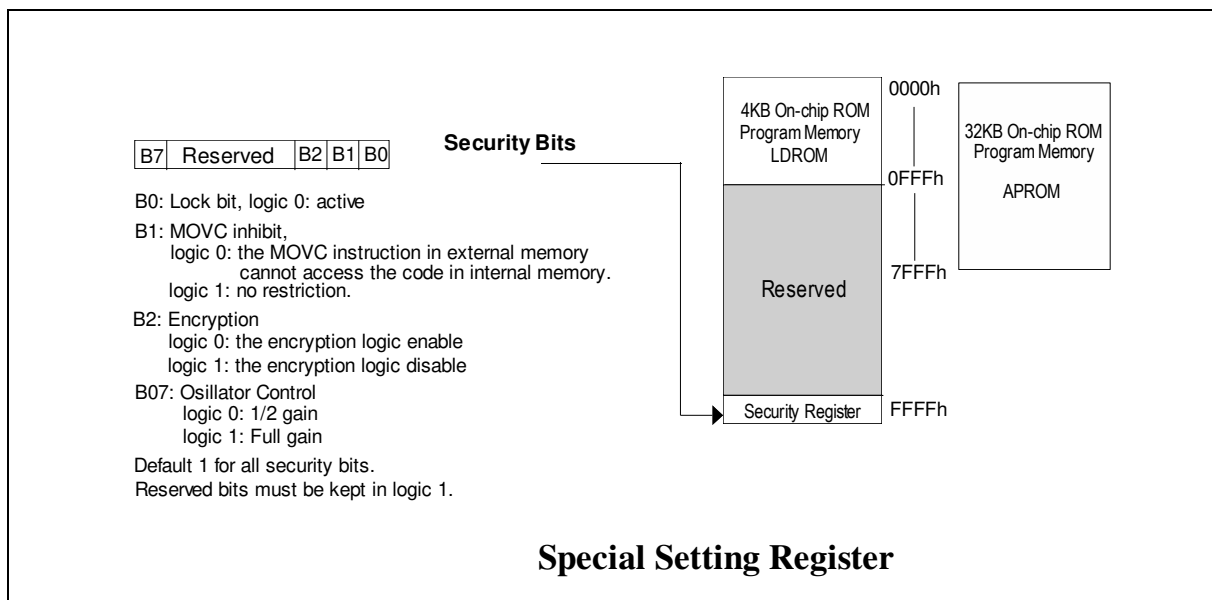 B7 Reserved B2 B1 B0
Security Bits
B0: Lock bit, logic 0: active
B1: MOVC inhibit,
logic 0: the MOVC instruction in external memory
cannot access the code in internal memory.
logic 1: no restriction.
B2: Encryption
logic 0: the encryption logic enable
logic 1: the encryption logic disable
B07: Osillator Control
logic 0: 1/2 gain
logic 1: Full gain
Default 1 for all security bits.
Reserved bits must be kept in logic 1.
4KB On-chip ROM
Program Memory
LDROM
Reserved
Security Register
0000h
0FFFh
7FFFh
FFFFh
32KB On-chip ROM
Program Memory
APROM
Special Setting Register